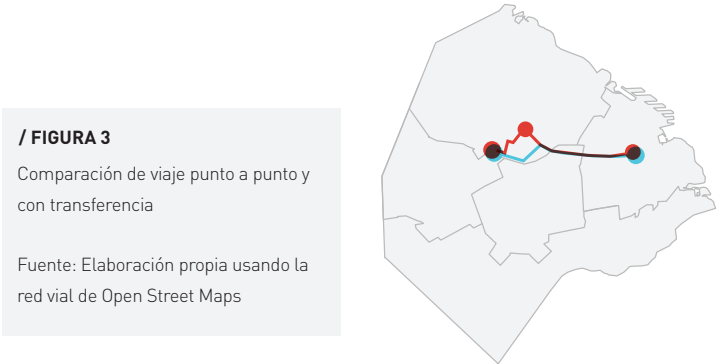 / FIGURA 3
Comparación de viaje punto a punto y
con transferencia
Fuente: Elaboración propia usando la
red vial de Open Street Maps